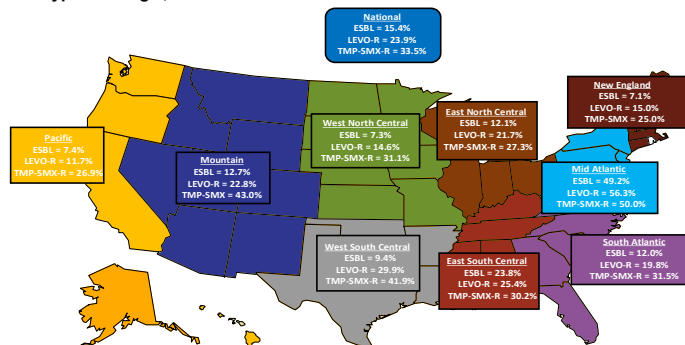 National
ESBL = 15.4%
LEVO-R = 23.9%
TMP-SMX-R = 33.5%
New England
ESBL = 7.1%
LEVO-R = 15.0%
TMP-SMX = 25.0%
East North Central
ESBL = 12.1%
LEVO-R = 21.7%
TMP-SMX-R = 27.3%
West North Central
ESBL = 7.3%
LEVO-R = 14.6%
TMP-SMX-R = 31.1%
Pacific
ESBL = 7.4%
LEVO-R = 11.7%
TMP-SMX-R = 26.9%
Mountain
ESBL = 12.7%
LEVO-R = 22.8%
TMP-SMX = 43.0%
Mid Atlantic
ESBL = 49.2%
LEVO-R = 56.3%
TMP-SMX-R = 50.0%
West South Central
ESBL = 9.4%
LEVO-R = 29.9%
TMP-SMX-R = 41.9%
East South Central
ESBL = 23.8%
LEVO-R = 25.4%
TMP-SMX-R = 30.2%
South Atlantic
ESBL = 12.0%
LEVO-R = 19.8%
TMP-SMX-R = 31.5%